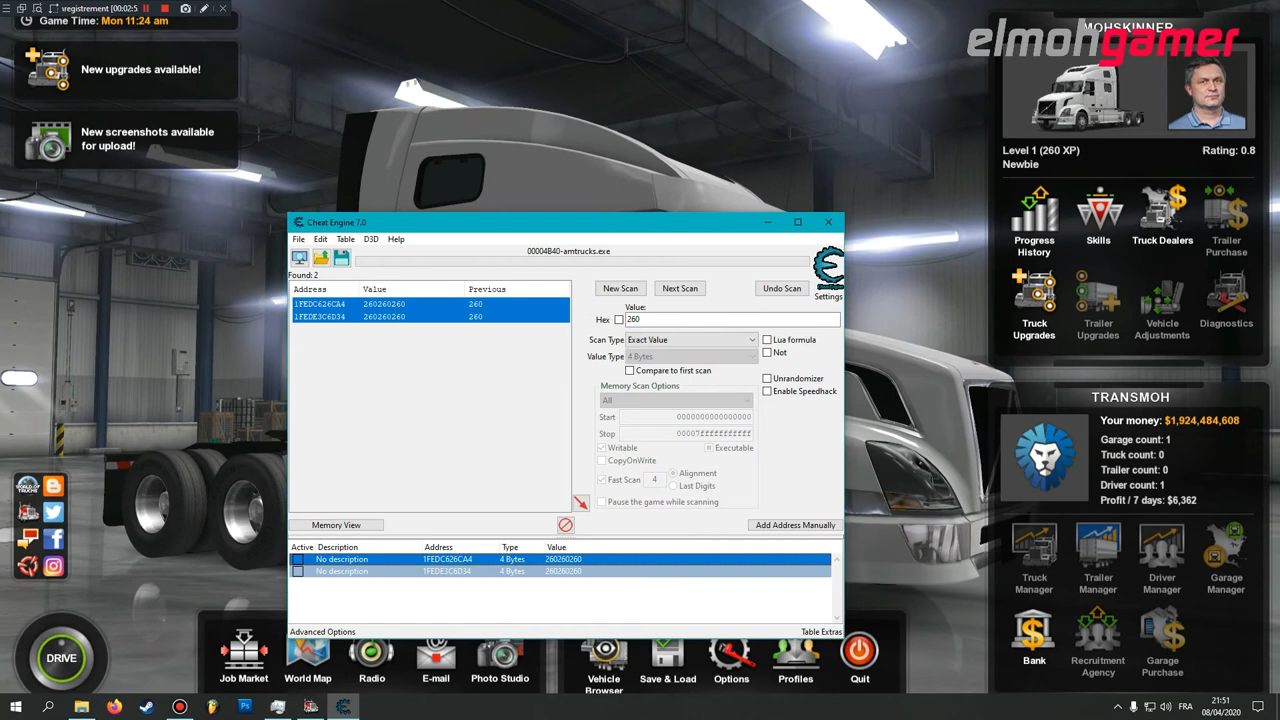 iregistrement [00:02:5
Game Time: Mon 11:24 am
New upgrades available!
New screenshots available
for upload!
MOHSKINNER
elmohgamer
Level 1 (260 XP)
Rating: 0.8
Newbie
Progress
History
Skills
Truck Dealers
Trailer
Purchase
Truck
Upgrades
Trailer
Upgrades
Vehicle
Adjustments
Diagnostics
TRANSMOH
Your money: $1,924,484,608
Garage count: 1
Truck count: 0
Trailer count: 0
Driver count: 1
Profit / 7 days: $6,362
Truck
Manager
Trailer
Manager
Driver
Manager
Garage
Manager
Bank
Recruitment
Agency
Garage
Purchase
Cheat Engine 7.0
File Edit Table D3D Help
00004B40-amtrucks.exe
Found: 2
Address Value Previous
1FEDC626CA4 260260260 260
1FEDE3C6D34 260260260 260
New Scan Next Scan Undo Scan
Settings
Value:
Hex 260
Scan Type Exact Value
Lua formula
Not
Value Type 4 Bytes
Compare to first scan
Unrandomizer
Enable Speedhack
Memory Scan Options
All
Start 0000000000000000
Stop 00007fffffffffff
Writable Executable
CopyOnWrite
Fast Scan 4 Alignment
Last Digits
Pause the game while scanning
Memory View Add Address Manually
Active Description Address Type Value
No description 1FEDC626CA4 4 Bytes 260260260
No description 1FEDE3C6D34 4 Bytes 260260260
Advanced Options Table Extras
WORLD OF
TRUCKS
DRIVE
Job Market
World Map
Radio
E-mail
Photo Studio
Vehicle
Browser
Save & Load
Options
Profiles
Quit
FRA
21:51
08/04/2020